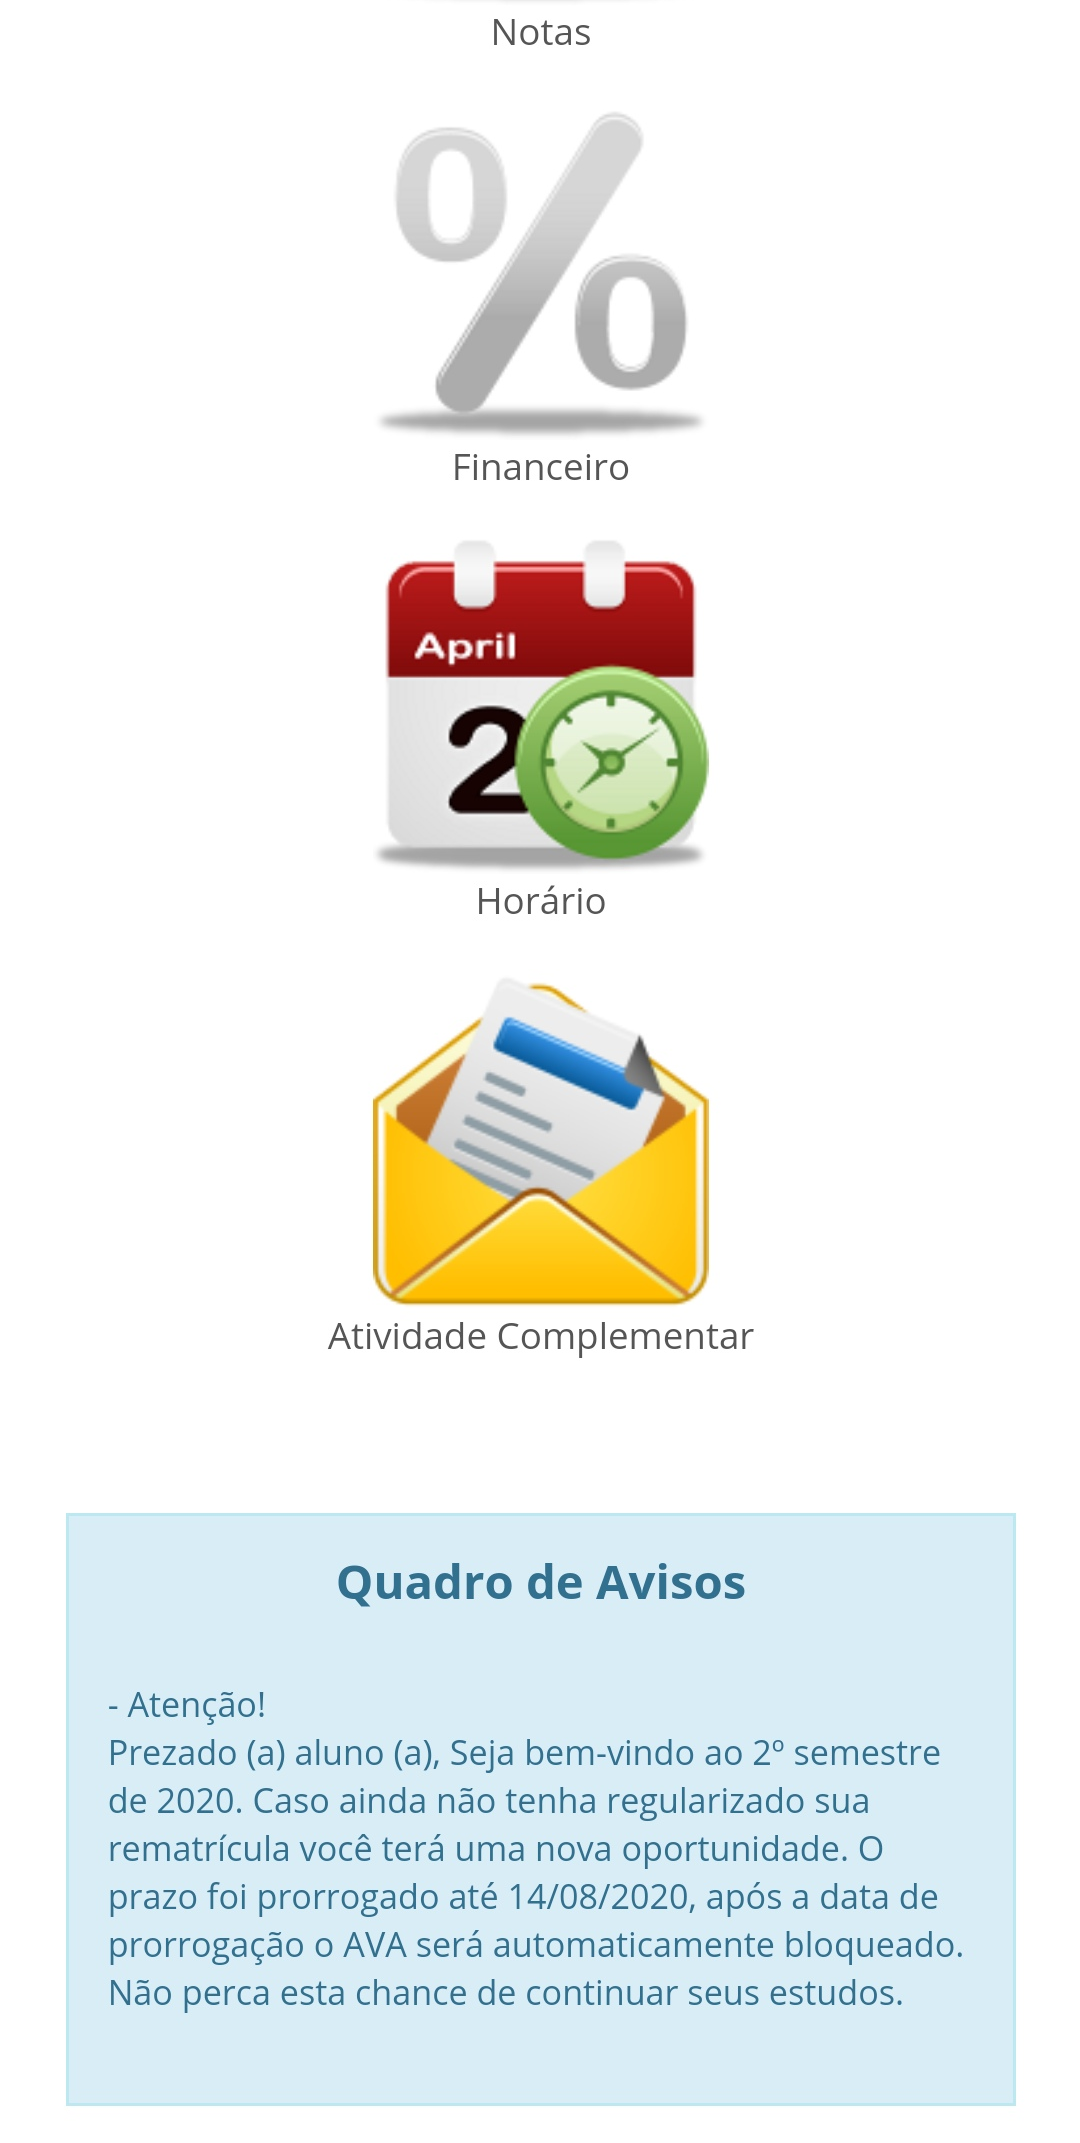 Notas
%
Financeiro
April
2
Horário
Atividade Complementar
Quadro de Avisos
- Atenção!
Prezado (a) aluno (a), Seja bem-vindo ao 2º semestre
de 2020. Caso ainda não tenha regularizado sua
rematrícula você terá uma nova oportunidade. O
prazo foi prorrogado até 14/08/2020, após a data de
prorrogação o AVA será automaticamente bloqueado.
Não perca esta chance de continuar seus estudos.